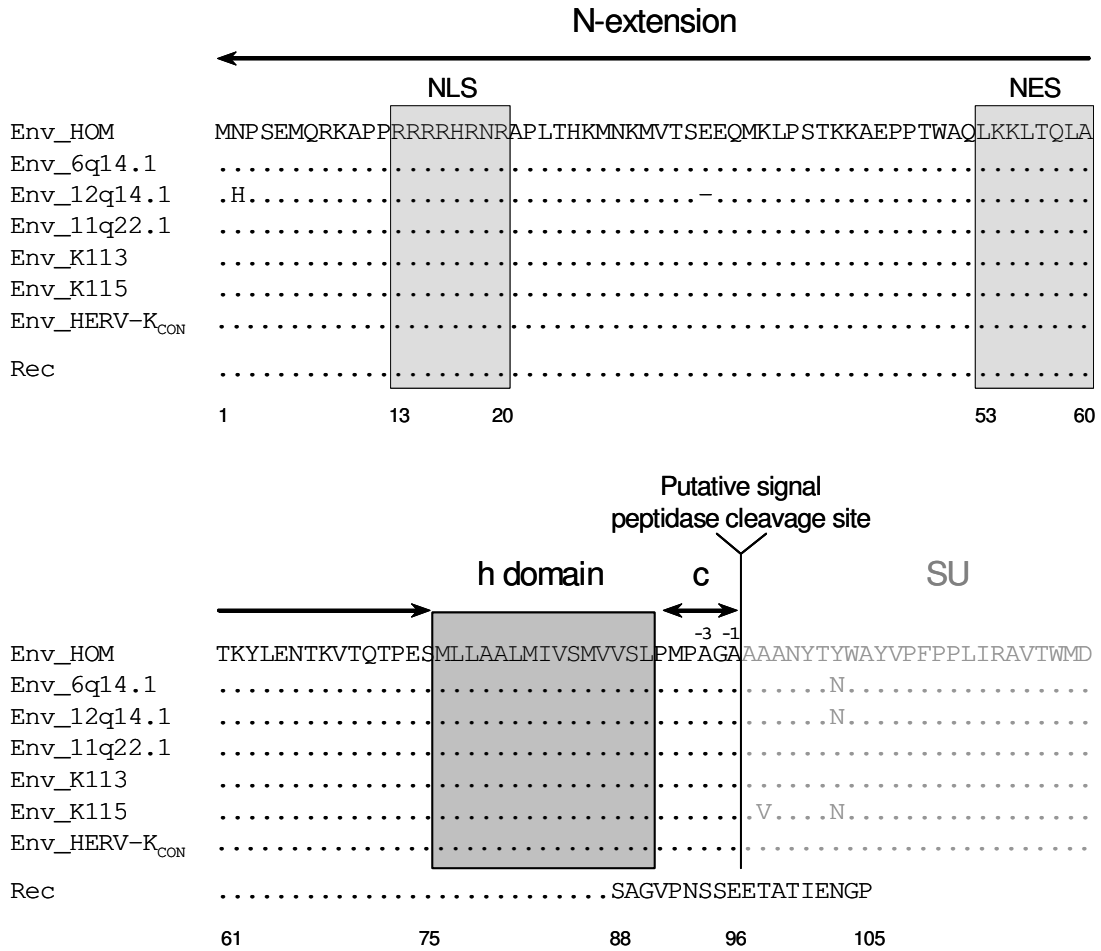 N-extension
NLS NES
Env_HOM MNPSEMQRKAPPRRRRHRNRAPLTHKMNKMVTSEEQMKLPSTKKAEPPTWAQLKKLTQLA
Env_6q14.1 ............................................................
Env_12q14.1 .H...............................–..........................
Env_11q22.1 ............................................................
Env_K113 ............................................................
Env_K115 ............................................................
Env_HERV–KCON ............................................................
Rec ............................................................
1 13 20 53 60
Putative signal
peptidase cleavage site
h domain c SU
-3 -1
Env_HOM TKYLENTKVTQTPESMLLAALMIVSMVVSLPMPAGAAAANYTYWAYVPFPPLIRAVTWMD
Env_6q14.1 ..........................................N.................
Env_12q14.1 ..........................................N.................
Env_11q22.1 ............................................................
Env_K113 ............................................................
Env_K115 .....................................V....N.................
Env_HERV–KCON ............................................................
Rec ...........................SAGVPNSSEETATIENGP
61 75 88 96 105